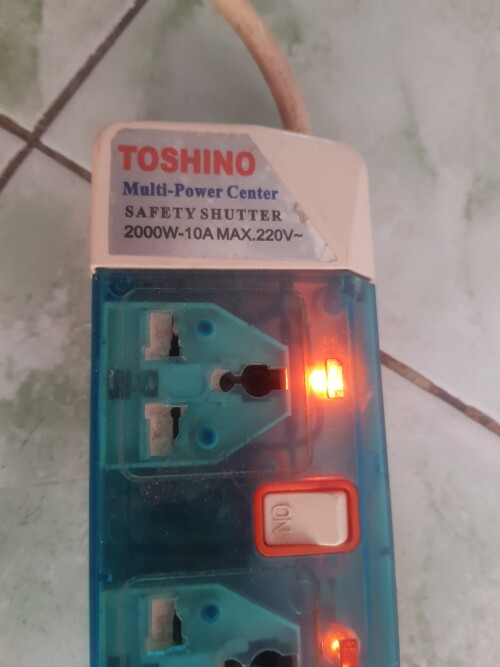 TOSHINO
Multi-Power Center
SAFETY SHUTTER
2000W-10A MAX.220V~
ON